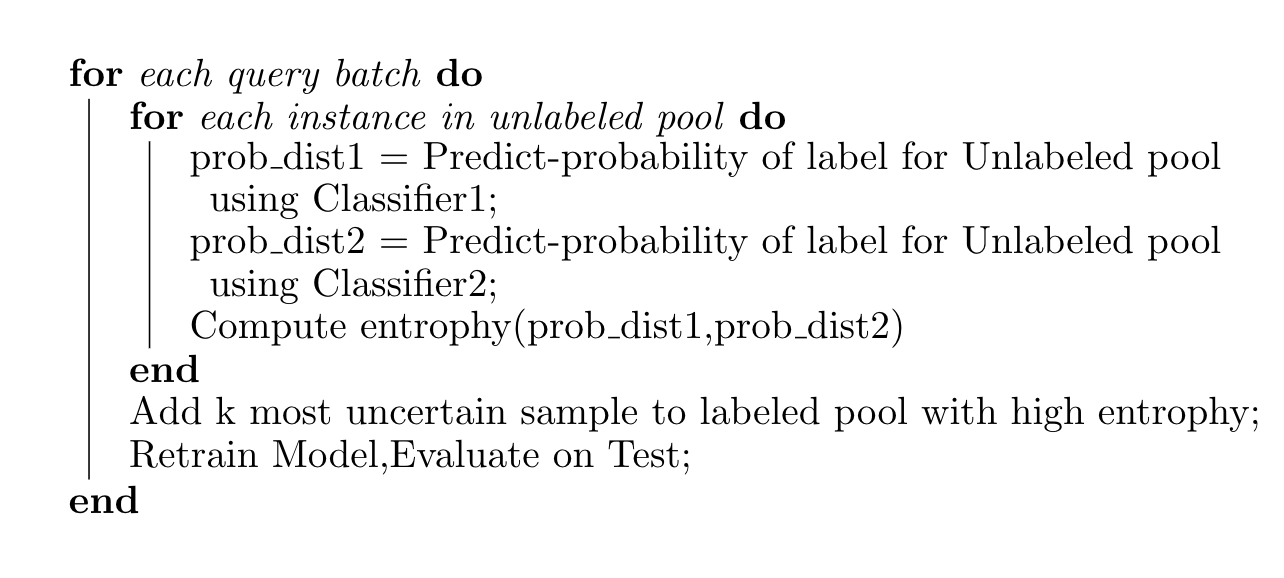 for each query batch do
for each instance in unlabeled pool do
prob_dist1 = Predict-probability of label for Unlabeled pool
using Classifier1;
prob_dist2 = Predict-probability of label for Unlabeled pool
using Classifier2;
Compute entrophy(prob_dist1,prob_dist2)
end
Add k most uncertain sample to labeled pool with high entrophy;
Retrain Model,Evaluate on Test;
end